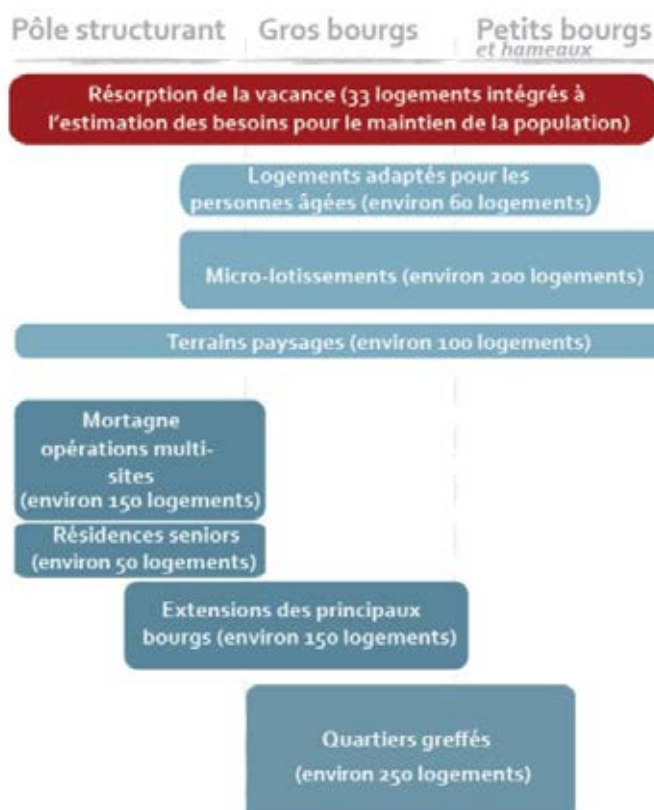 Pôle structurant
Gros bourgs
Petits bourgs
et hameaux
Résorption de la vacance (33 logements intégrés à
l'estimation des besoins pour le maintien de la population)
Logements adaptés pour les
personnes âgées (environ 60 logements)
Micro-lotissements (environ 200 logements)
Terrains paysages (environ 100 logements)
Mortagne
opérations multi-
sites
(environ 150 logements)
Résidences seniors
(environ 50 logements)
Extensions des principaux
bourgs (environ 150 logements)
Quartiers greffés
(environ 250 logements)